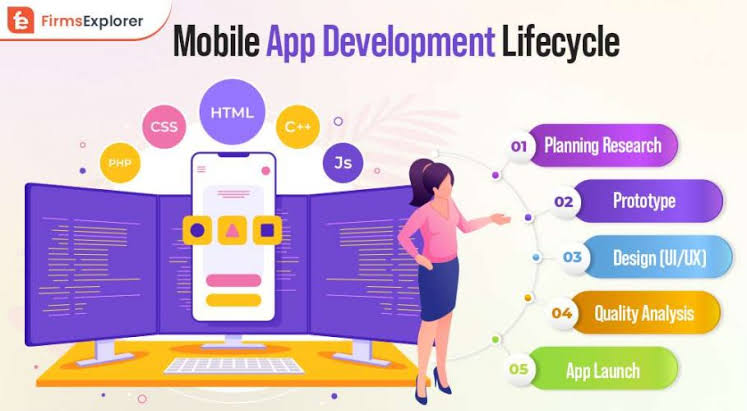 fe FirmsExplorer
Mobile App Development Lifecycle
PHP
CSS
HTML
C++
Js
01 Planning Research
02 Prototype
03 Design (UI/UX)
04 Quality Analysis
05 App Launch